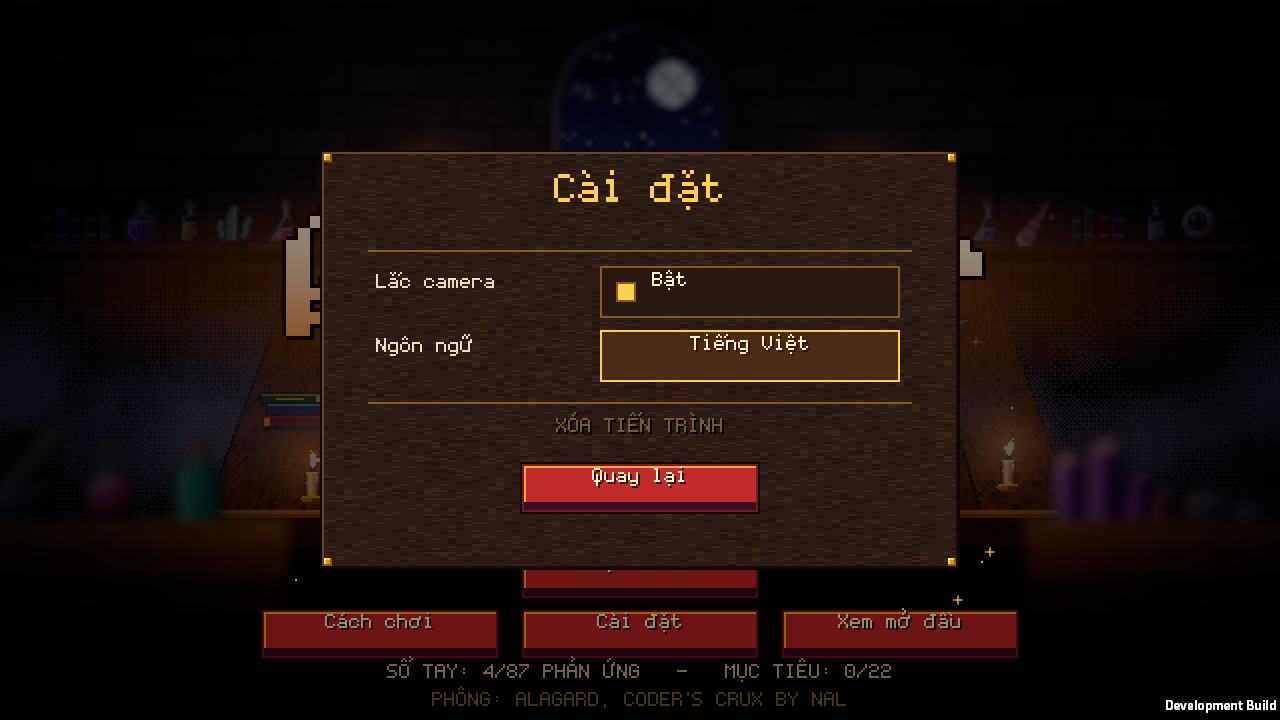 Cài đặt
Lắc camera
Bật
Ngôn ngữ
Tiếng Việt
XÓA TIẾN TRÌNH
Quay lại
Cách chơi
Cài đặt
Xem mở đầu
SỔ TAY: 4/87 PHẢN ỨNG – MỤC TIÊU: 0/22
PHÔNG: ALAGARD, CODER'S CRUX BY NAL
Development Build